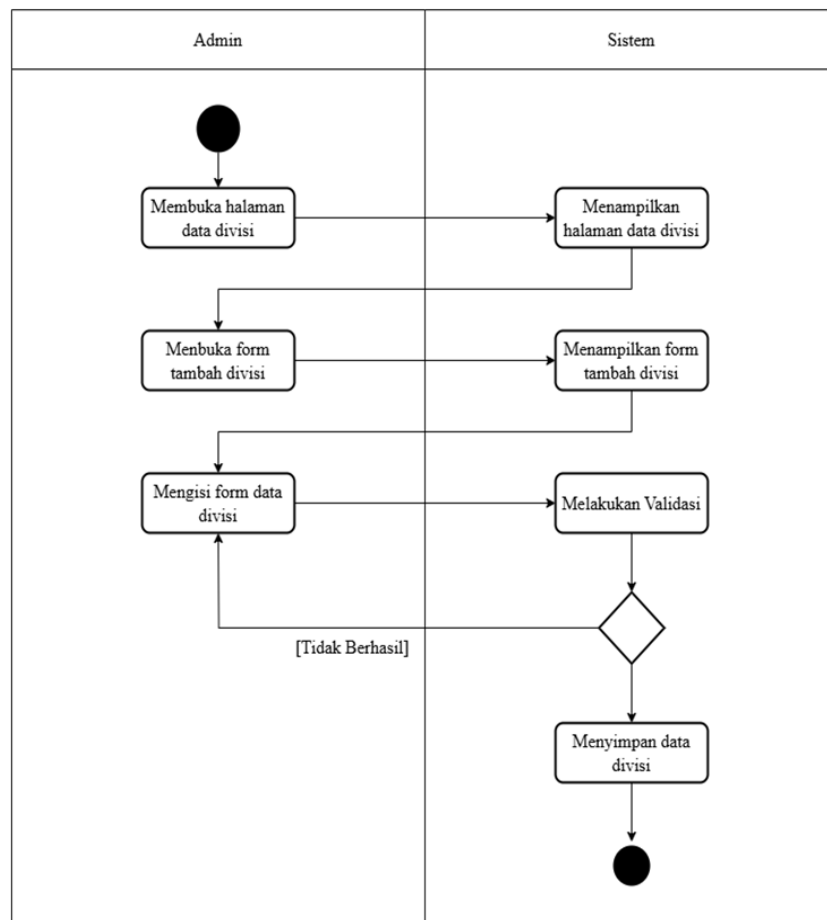 Admin
Sistem
Membuka halaman
data divisi
Menampilkan
halaman data divisi
Menbuka form
tambah divisi
Menampilkan form
tambah divisi
Mengisi form data
divisi
Melakukan Validasi
[Tidak Berhasil]
Menyimpan data
divisi